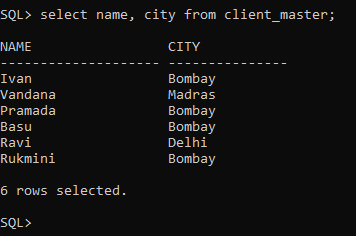 SQL> select name, city from client_master;
NAME                 CITY
-------------------- ---------------
Ivan                 Bombay
Vandana              Madras
Pramada              Bombay
Basu                 Bombay
Ravi                 Delhi
Rukmini              Bombay
6 rows selected.
SQL>